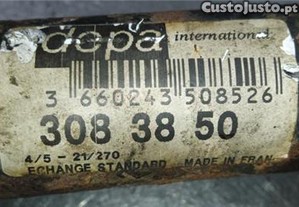 CustoJusto.pt
depa international
3 660243 508526
308 38 50
4/5 - 21/270
ECHANGE STANDARD MADE IN FRAN